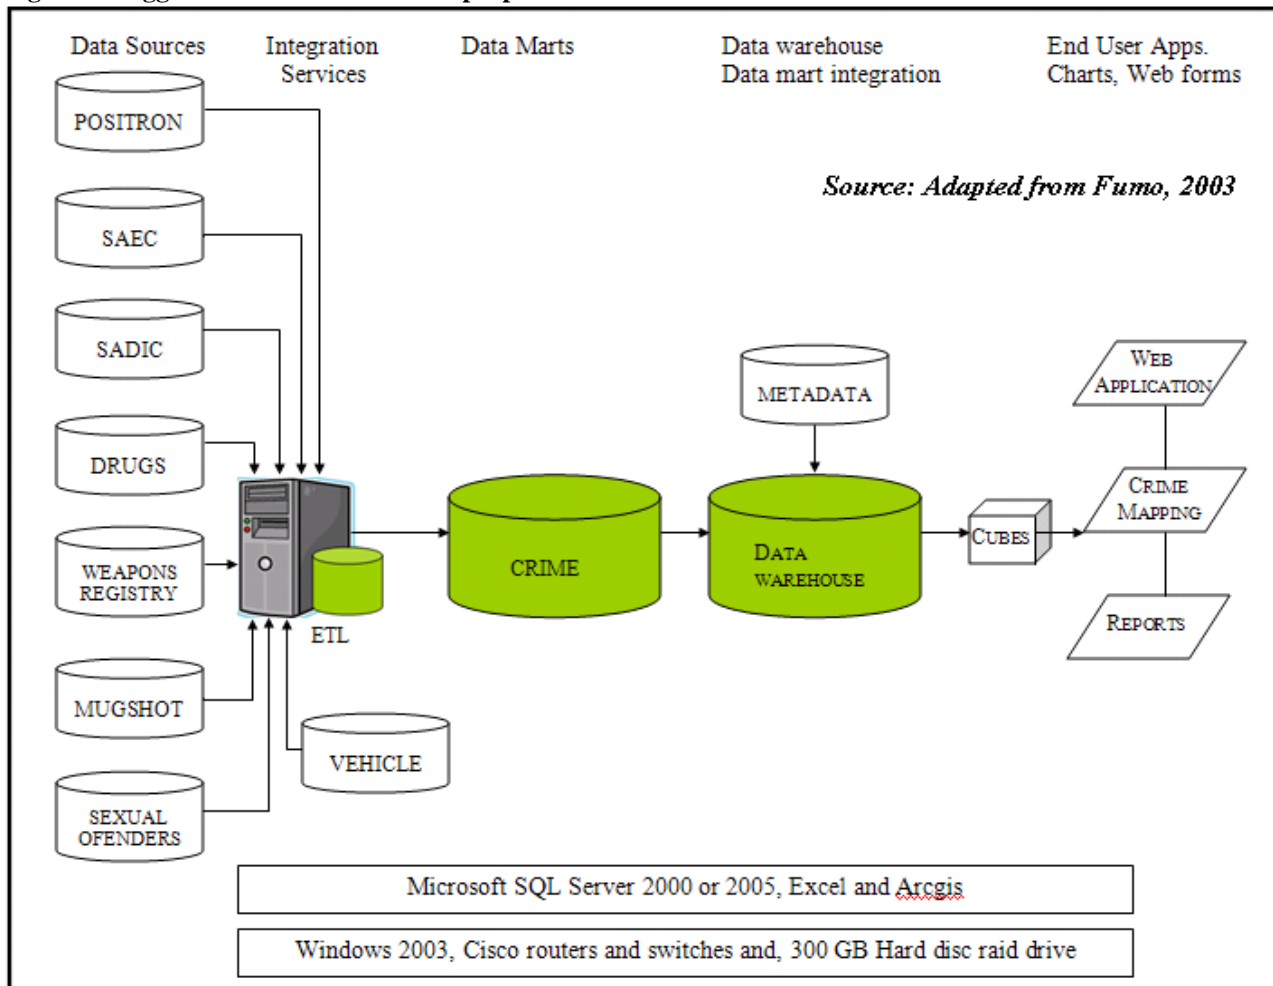 Data Sources
Integration
Services
Data Marts
Data warehouse
Data mart integration
End User Apps.
Charts, Web forms
Source: Adapted from Fumo, 2003
POSITRON
SAEC
SADIC
DRUGS
WEAPONS
REGISTRY
MUGSHOT
SEXUAL
OFENDERS
VEHICLE
ETL
CRIME
METADATA
DATA
WAREHOUSE
CUBES
WEB
APPLICATION
CRIME
MAPPING
REPORTS
Microsoft SQL Server 2000 or 2005, Excel and Arcgis
Windows 2003, Cisco routers and switches and, 300 GB Hard disc raid drive